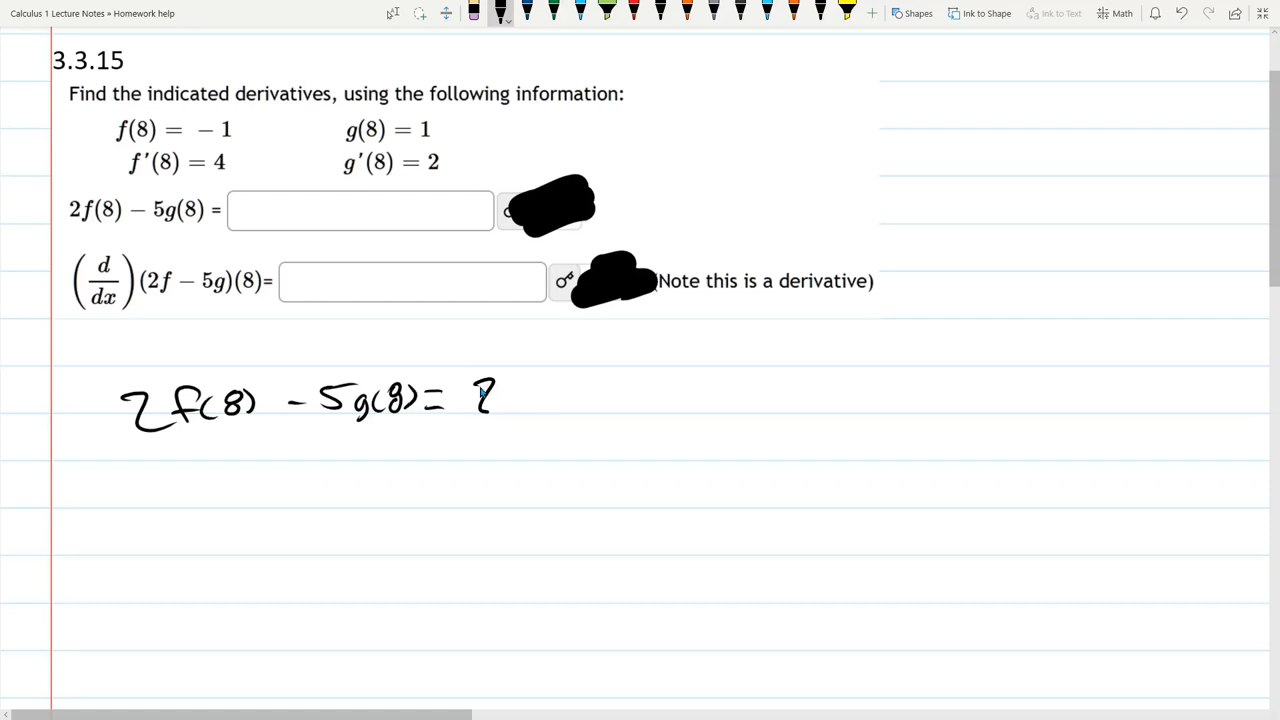 Calculus 1 Lecture Notes » Homework help
Shapes Ink to Shape Ink to Text Math
3.3.15
Find the indicated derivatives, using the following information:
f(8) = − 1 g(8) = 1
f′(8) = 4 g′(8) = 2
2f(8) − 5g(8) =
(d/dx)(2f − 5g)(8)= (Note this is a derivative)
2 f(8) - 5g(8) = 2